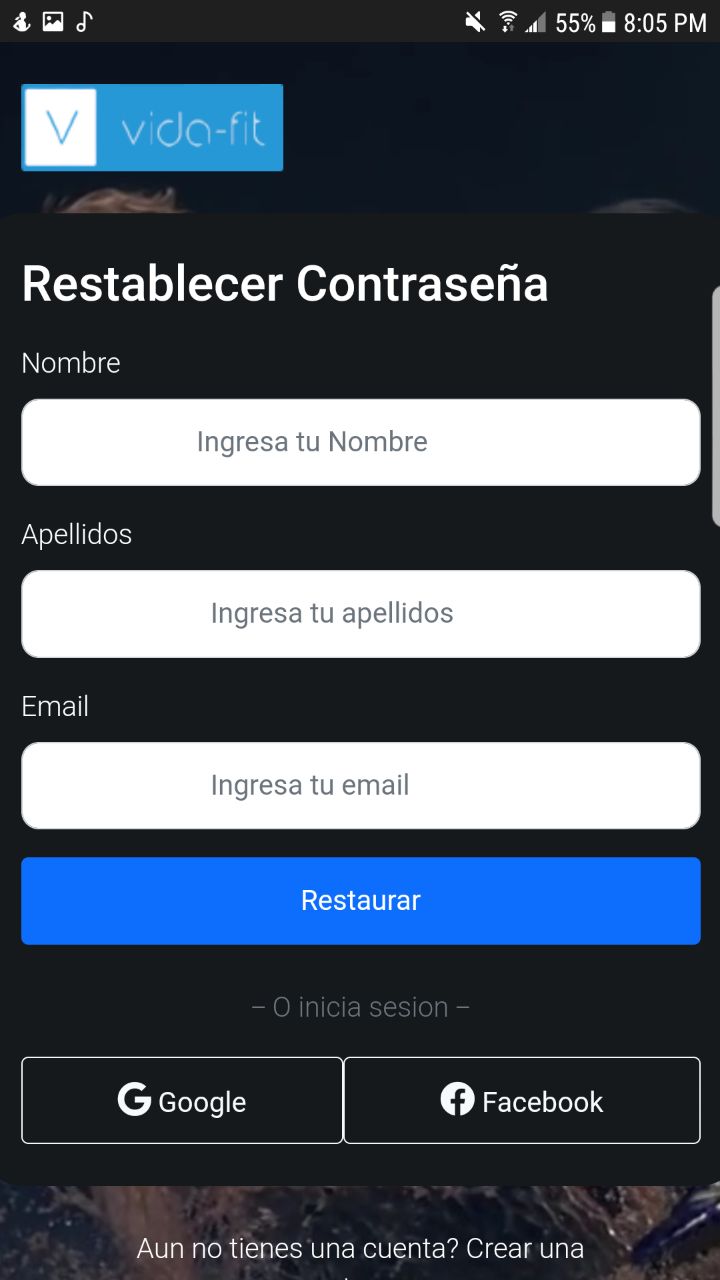 55% 8:05 PM
V vida-fit
Restablecer Contraseña
Nombre
Ingresa tu Nombre
Apellidos
Ingresa tu apellidos
Email
Ingresa tu email
Restaurar
– O inicia sesion –
Google Facebook
Aun no tienes una cuenta? Crear una